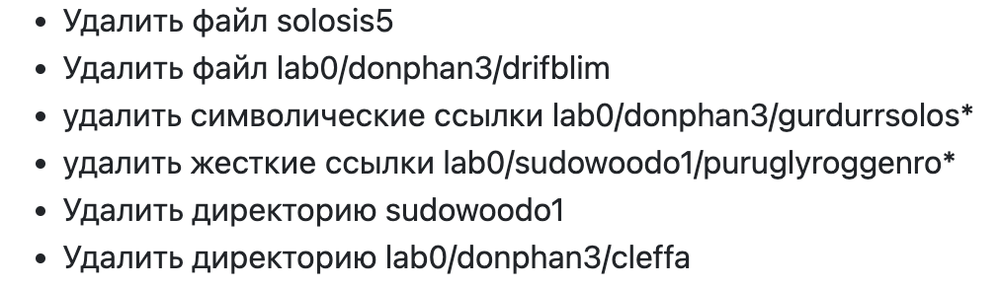 • Удалить файл solosis5
• Удалить файл lab0/donphan3/drifblim
• удалить символические ссылки lab0/donphan3/gurdurrsolos*
• удалить жесткие ссылки lab0/sudowoodo1/puruglyroggenro*
• Удалить директорию sudowoodo1
• Удалить директорию lab0/donphan3/cleffa